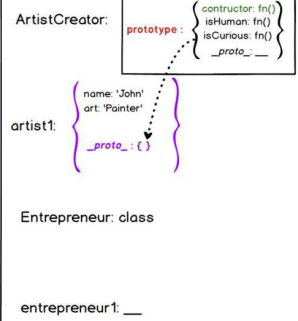 ArtistCreator:
prototype :
contructor: fn()
isHuman: fn()
isCurious: fn()
_proto_: __
artist1:
name: 'John'
art: 'Painter'
_proto_ : { }
Entrepreneur: class
entrepreneur1: __